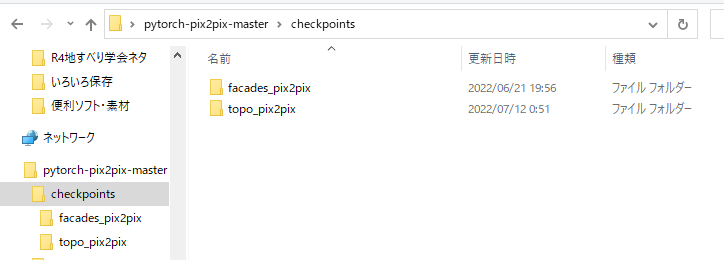 pytorch-pix2pix-master > checkpoints
R4地すべり学会ネタ
いろいろ保存
便利ソフト・素材
ネットワーク
pytorch-pix2pix-master
checkpoints
facades_pix2pix
topo_pix2pix
名前 更新日時 種類
facades_pix2pix 2022/06/21 19:56 ファイル フォルダー
topo_pix2pix 2022/07/12 0:51 ファイル フォルダー